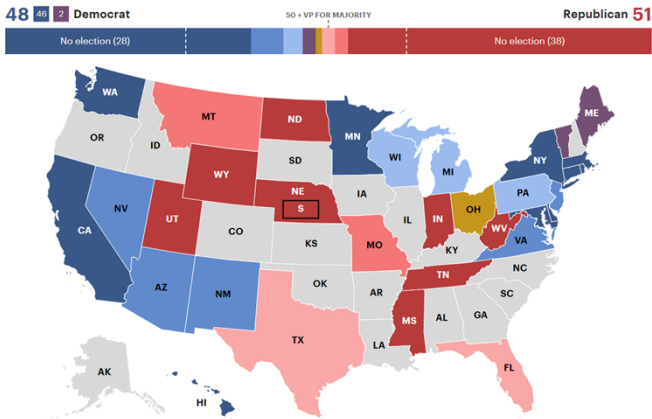 48 46 2 Democrat
50 + VP FOR MAJORITY
Republican 51
No election (28)
No election (38)
WA
OR
ID
MT
ND
MN
ME
SD
WY
WI
MI
NY
NE
S
IA
PA
NV
UT
CO
IL
IN
OH
CA
KS
MO
KY
WV
VA
AZ
NM
OK
AR
TN
NC
SC
TX
LA
MS
AL
GA
FL
AK
HI